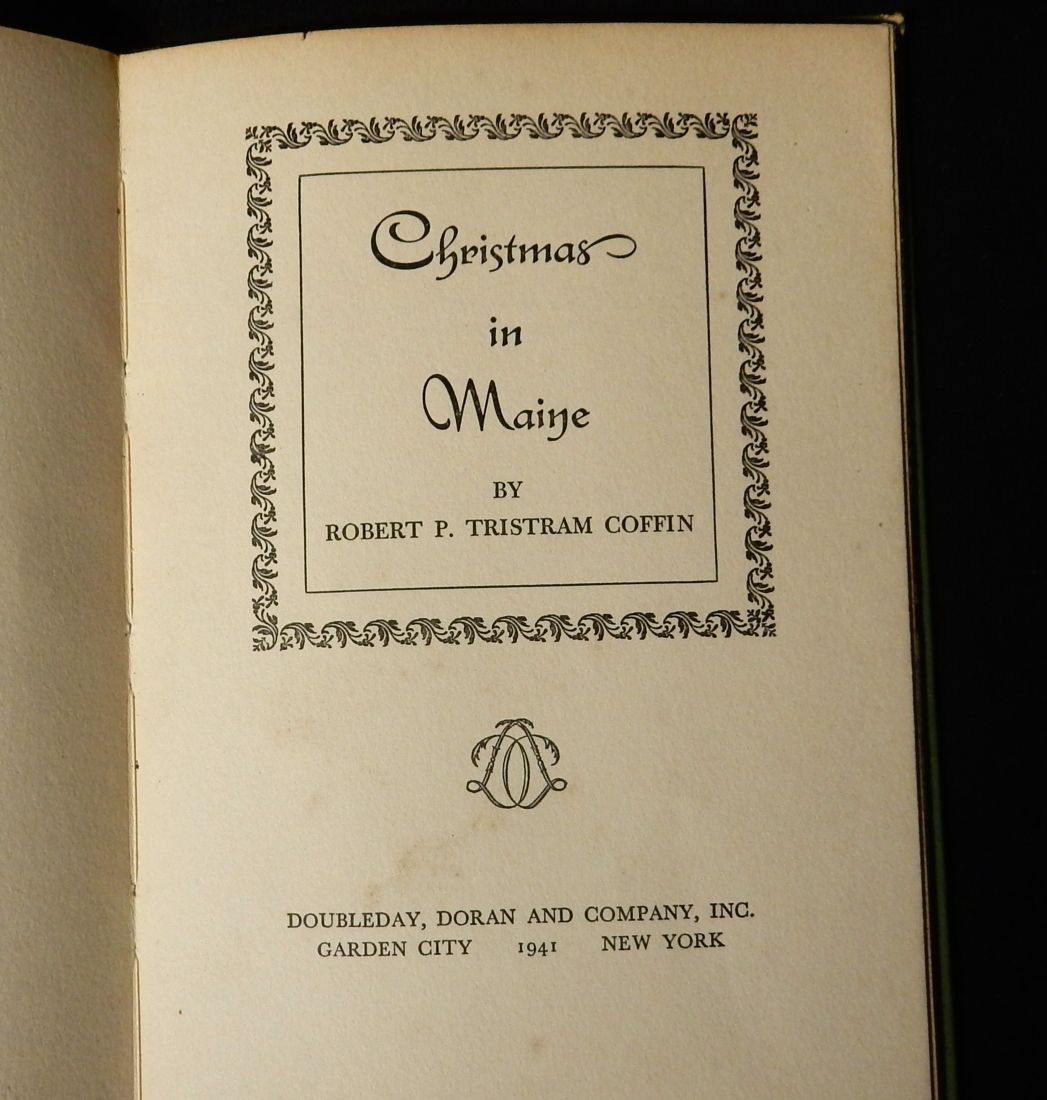 Christmas
in
Maine
BY
ROBERT P. TRISTRAM COFFIN
DOUBLEDAY, DORAN AND COMPANY, INC.
GARDEN CITY 1941 NEW YORK